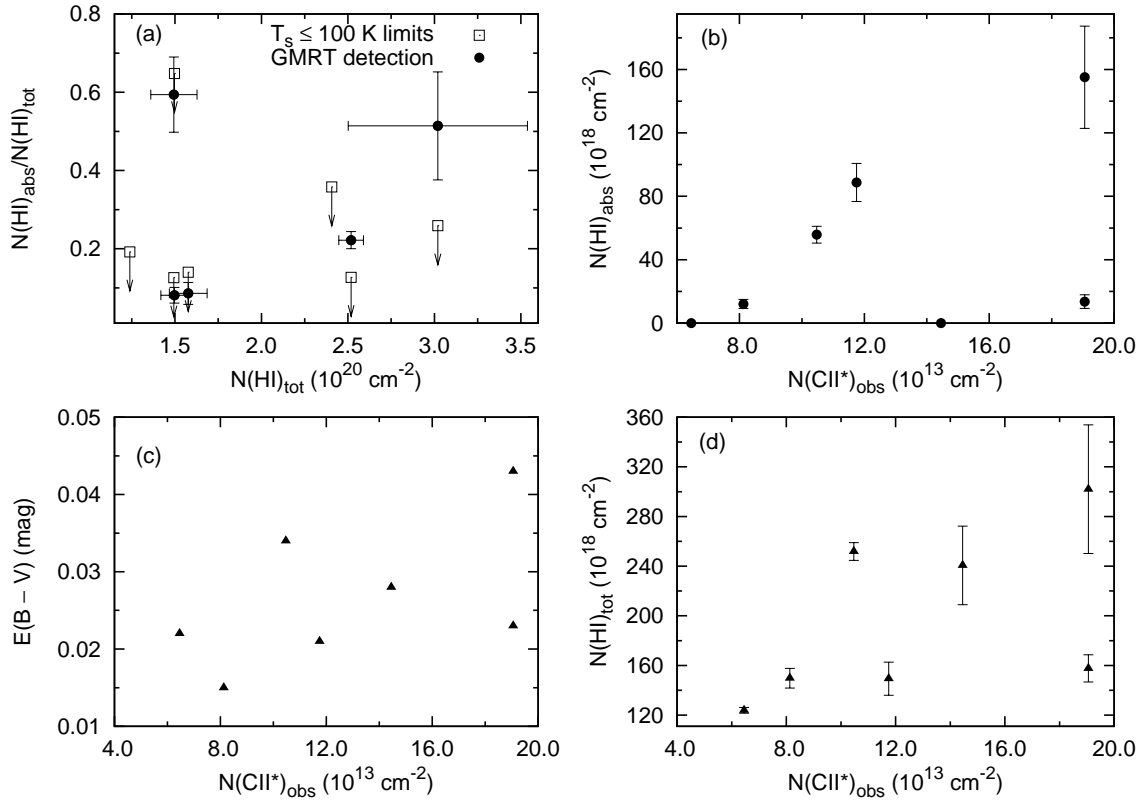 (a)
T_s ≤ 100 K limits
GMRT detection
N(HI)_abs/N(HI)_tot
0.8
0.6
0.4
0.2
1.5 2.0 2.5 3.0 3.5
N(HI)_tot (10^20 cm^-2)
(b)
N(HI)_abs (10^18 cm^-2)
160
120
80
40
0
8.0 12.0 16.0 20.0
N(CII*)_obs (10^13 cm^-2)
(c)
E(B − V) (mag)
0.05
0.04
0.03
0.02
0.01
4.0 8.0 12.0 16.0 20.0
N(CII*)_obs (10^13 cm^-2)
(d)
N(HI)_tot (10^18 cm^-2)
360
320
280
240
200
160
120
4.0 8.0 12.0 16.0 20.0
N(CII*)_obs (10^13 cm^-2)